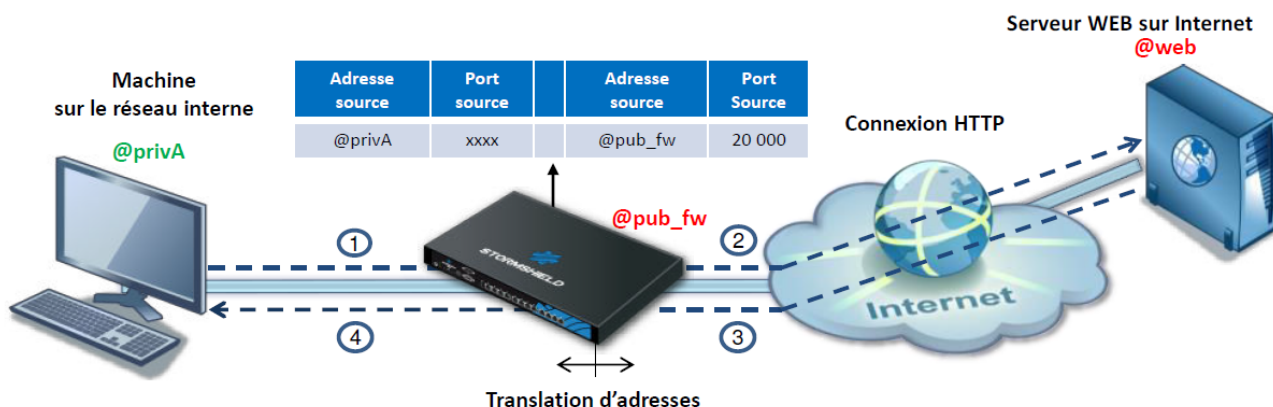 Serveur WEB sur Internet
@web
Machine
sur le réseau interne
@privA
Adresse source Port source Adresse source Port Source
@privA xxxx @pub_fw 20 000
Connexion HTTP
@pub_fw
1
2
STORMSHIELD
Internet
4
3
Translation d'adresses